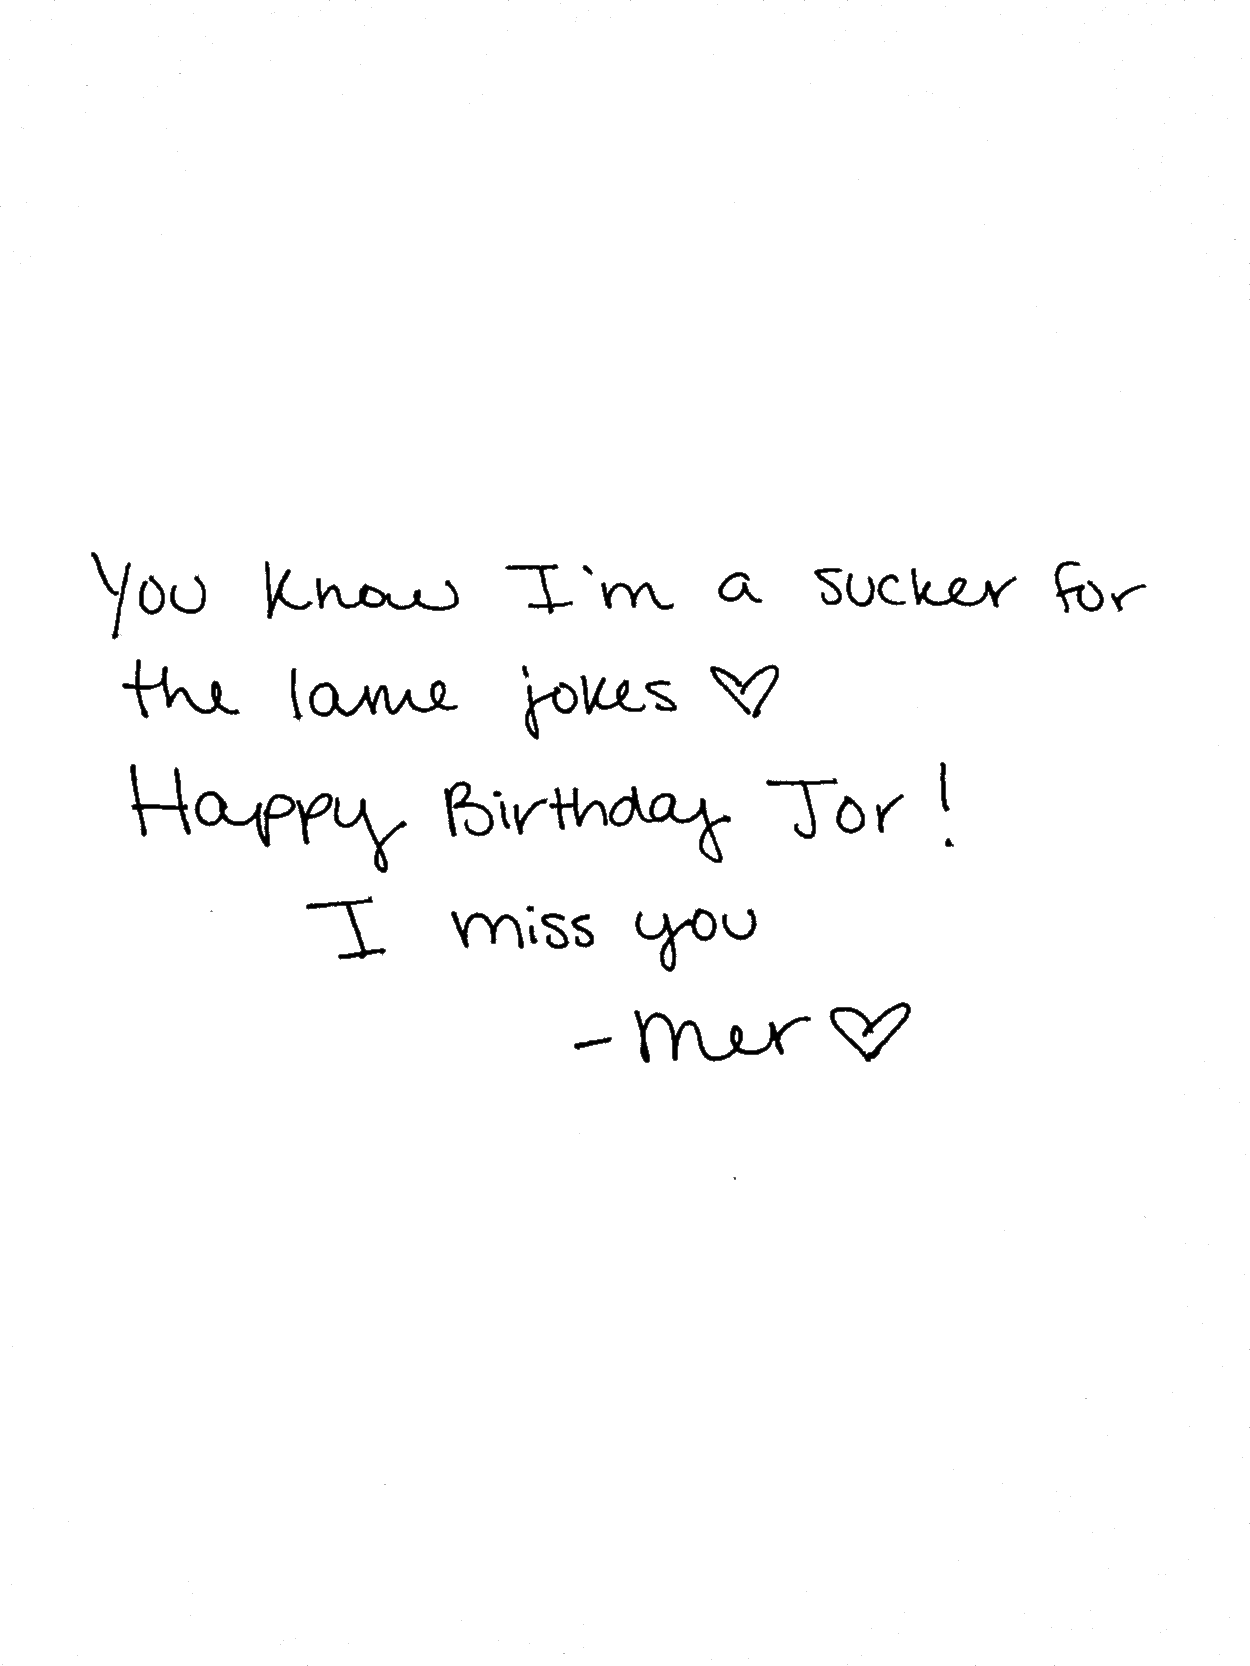 You know I'm a sucker for
the lame jokes ♡
Happy Birthday Jor!
I miss you
- Mer ♡